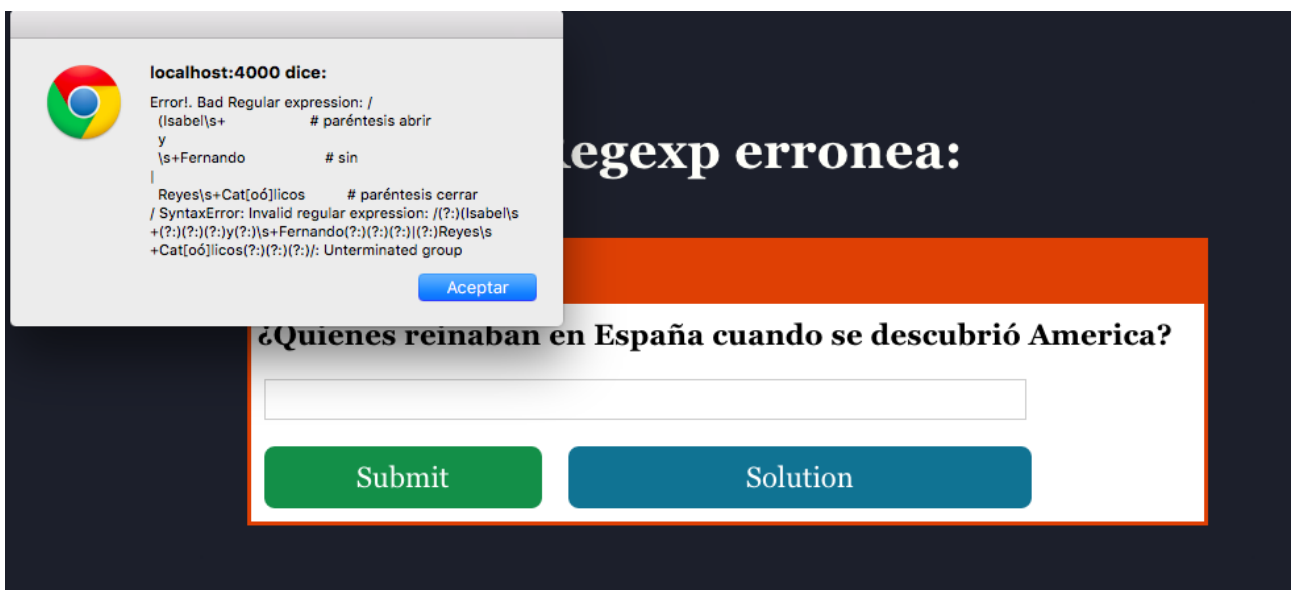 localhost:4000 dice:
Error!. Bad Regular expression: /
(Isabel\s+ # paréntesis abrir
y
\s+Fernando # sin
|
Reyes\s+Cat[oó]licos # paréntesis cerrar
/ SyntaxError: Invalid regular expression: /(?:)(Isabel\s
+(?:)(?:)(?:)y(?:)\s+Fernando(?:)(?:)(?:)|(?:)Reyes\s
+Cat[oó]licos(?:)(?:)(?:)/: Unterminated group
Aceptar
egexp erronea:
¿Quienes reinaban en España cuando se descubrió America?
Submit
Solution